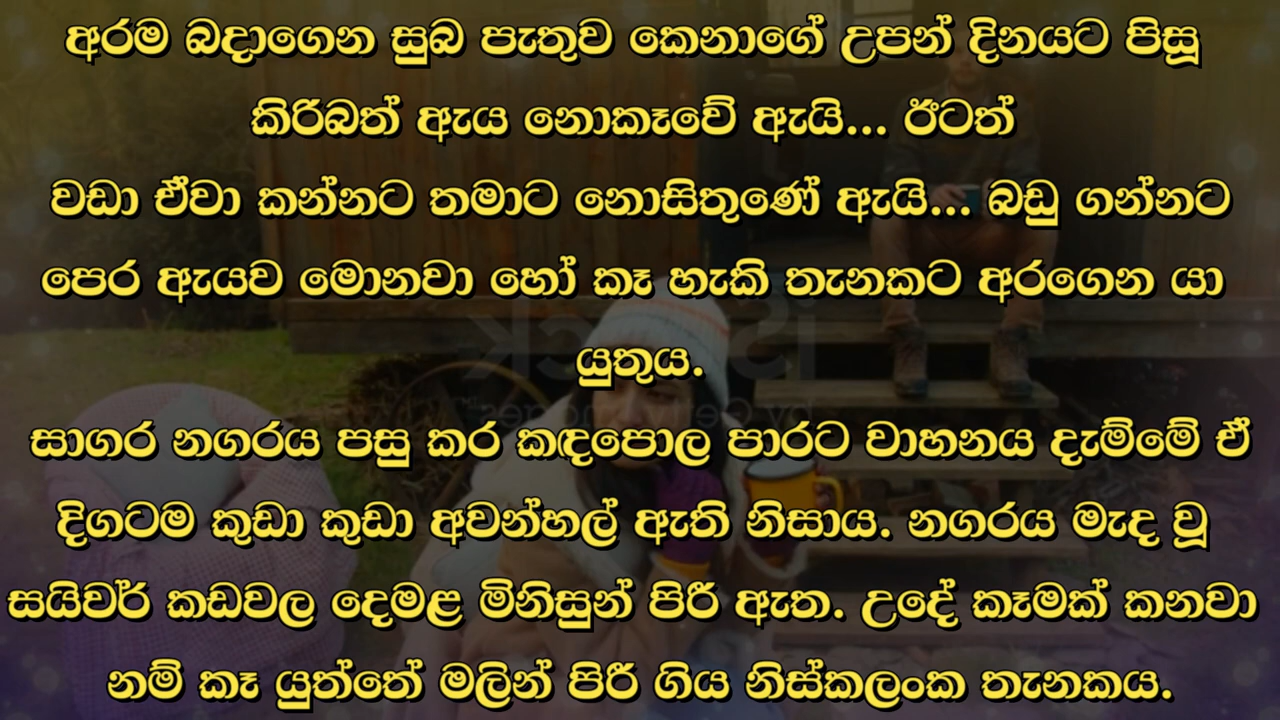 අරම බදාගෙන සුබ පැතුව කෙනාගේ උපන් දිනයට පිසූ
කිරිබත් ඇය නොකෑවේ ඇයි... ඊටත්
වඩා ඒවා කන්නට තමාට නොසිතුණේ ඇයි... බඩු ගන්නට
පෙර ඇයව මොනවා හෝ කෑ හැකි තැනකට අරගෙන යා
යුතුය.
සාගර නගරය පසු කර කඳපොල පාරට වාහනය දැම්මේ ඒ
දිගටම කුඩා කුඩා අවන්හල් ඇති නිසාය. නගරය මැද වූ
සයිවර් කඩවල දෙමළ මිනිසුන් පිරී ඇත. උදේ කෑමක් කනවා
නම් කෑ යුත්තේ මලින් පිරී ගිය නිස්කලංක තැනකය.
iStock